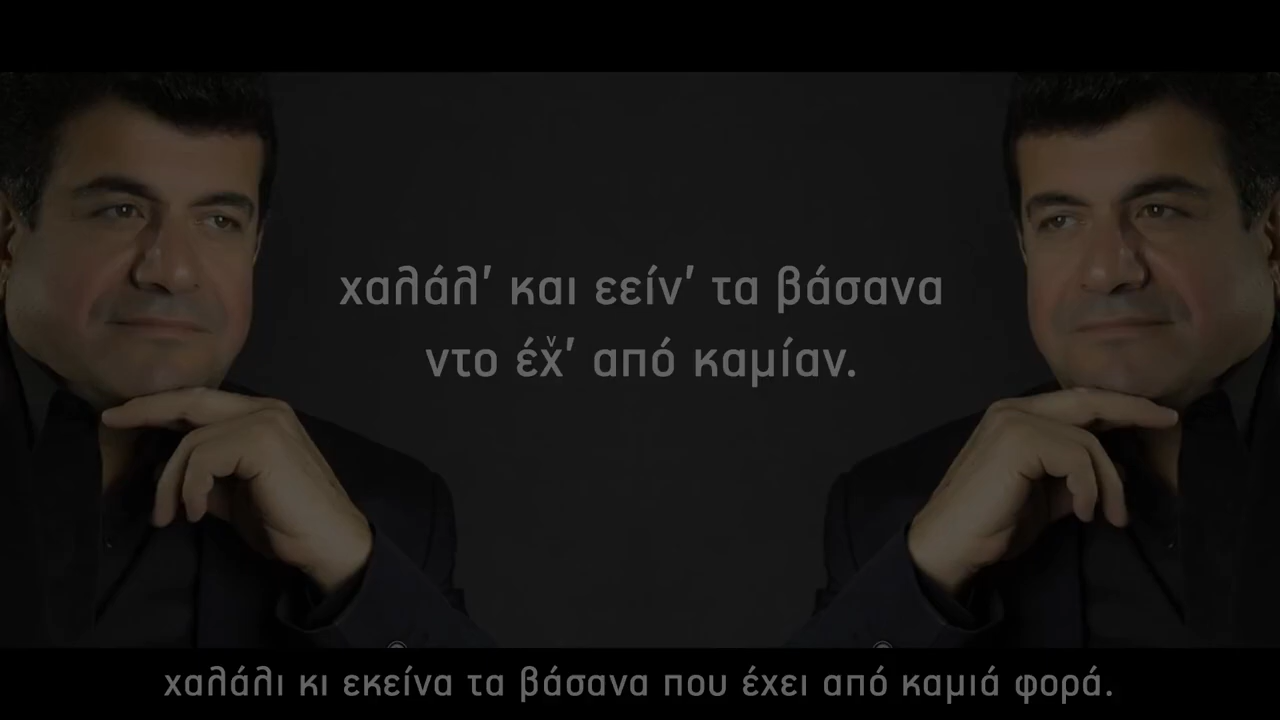 χαλάλ’ και εείν’ τα βάσανα
ντο έχ̌’ από καμίαν.
χαλάλι κι εκείνα τα βάσανα που έχει από καμιά φορά.